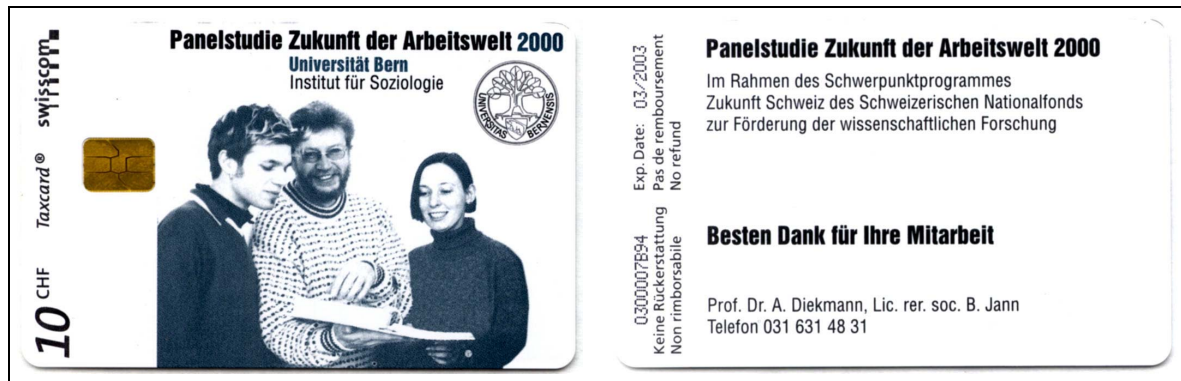 swisscom
Taxcard®
10 CHF
Panelstudie Zukunft der Arbeitswelt 2000
Universität Bern
Institut für Soziologie
UNIVERSITAS BERNENSIS
Exp. Date: 03/2003
Pas de remboursement
No refund
0300007B94
Keine Rückerstattung
Non rimborsabile
Panelstudie Zukunft der Arbeitswelt 2000
Im Rahmen des Schwerpunktprogrammes
Zukunft Schweiz des Schweizerischen Nationalfonds
zur Förderung der wissenschaftlichen Forschung
Besten Dank für Ihre Mitarbeit
Prof. Dr. A. Diekmann, Lic. rer. soc. B. Jann
Telefon 031 631 48 31